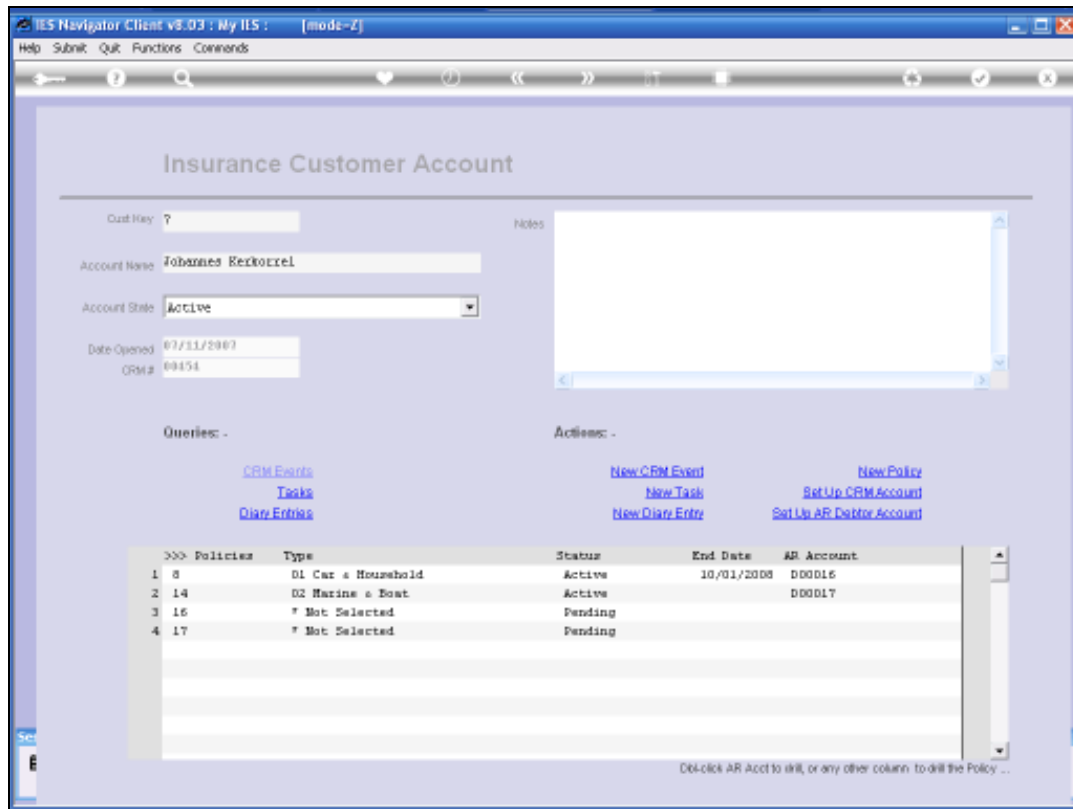 IES Navigator Client v8.03 : My IES : [mode=Z]
Help Submit Quit Functions Commands
Insurance Customer Account
Cust Key 7
Notes
Account Name Johannes Kerkorrel
Account State Active
Date Opened 07/11/2007
CRM # 00454
Queries: - Actions: -
CRM Events New CRM Event New Policy
Tasks New Task Set Up CRM Account
Diary Entries New Diary Entry Set Up AR Debtor Account
>>> Policies Type Status End Date AR Account
1 8 01 Car & Household Active 10/01/2008 D00016
2 14 02 Marine & Boat Active D00017
3 16 * Not Selected Pending
4 17 * Not Selected Pending
Dbl-click AR Acct to drill, or any other column to drill the Policy ...